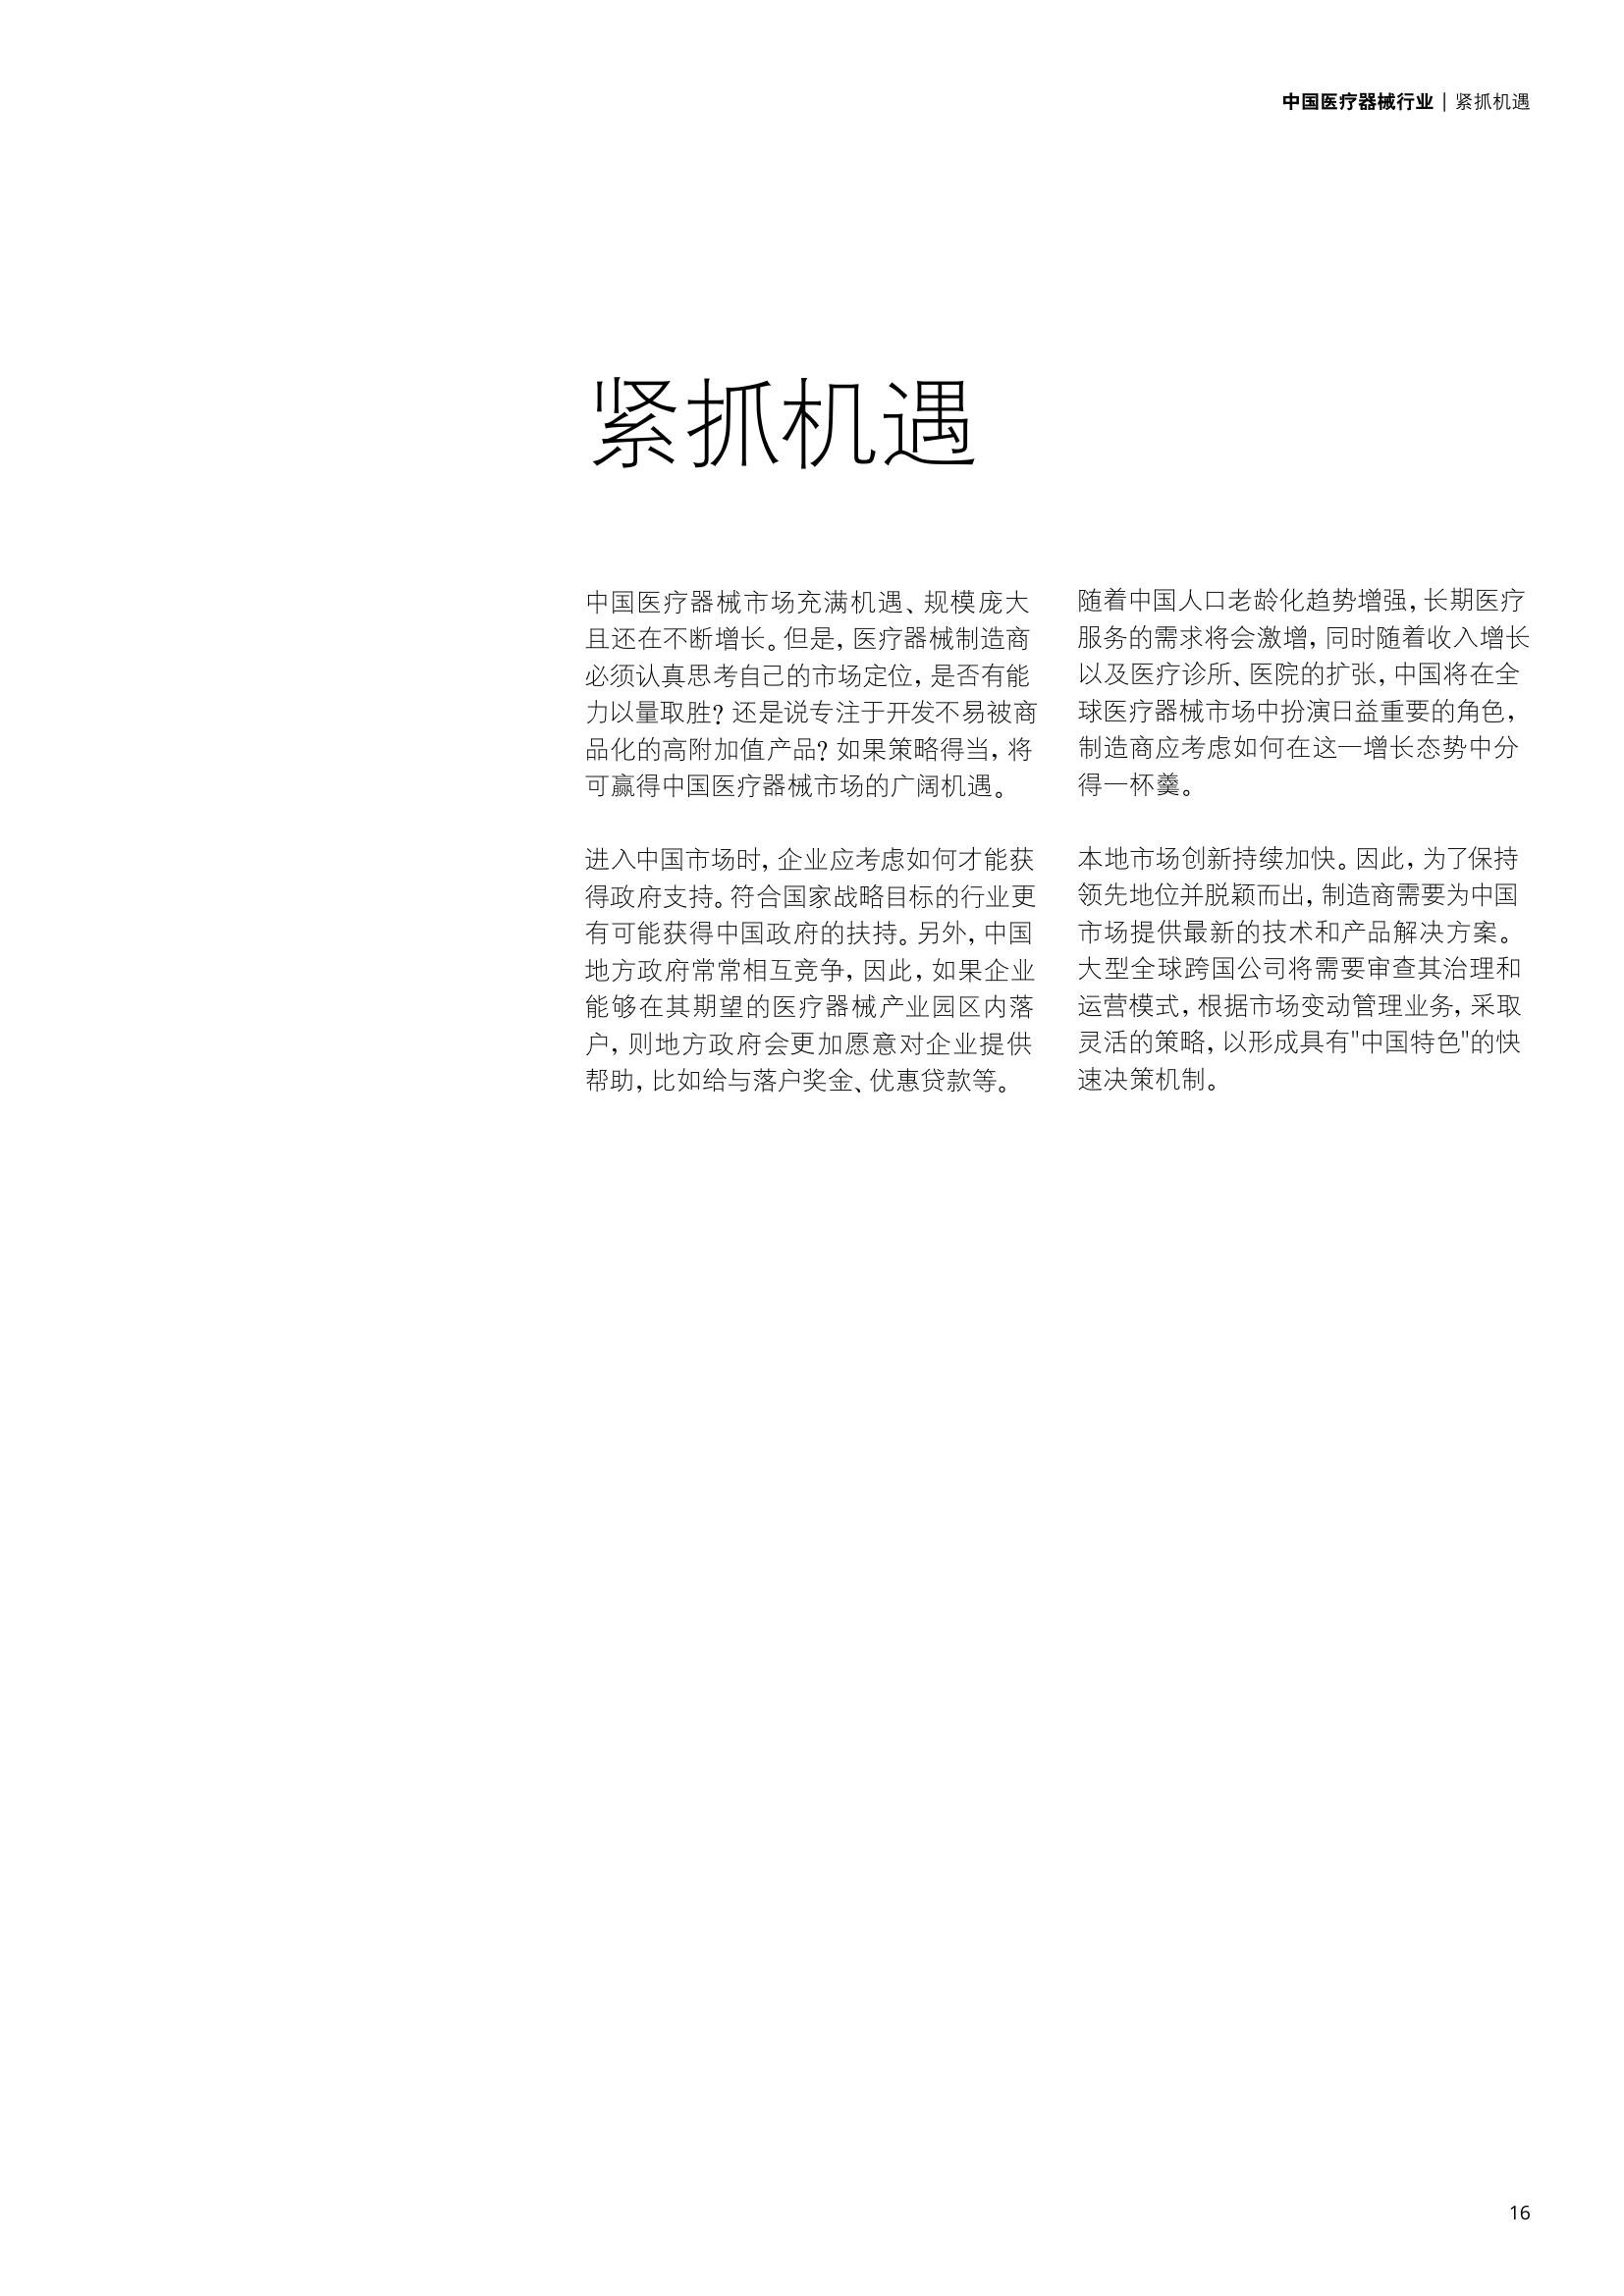 中国医疗器械行业 | 紧抓机遇
紧抓机遇
中国医疗器械市场充满机遇、规模庞大
且还在不断增长。但是，医疗器械制造商
必须认真思考自己的市场定位，是否有能
力以量取胜？还是说专注于开发不易被商
品化的高附加值产品？如果策略得当，将
可赢得中国医疗器械市场的广阔机遇。
进入中国市场时，企业应考虑如何才能获
得政府支持。符合国家战略目标的行业更
有可能获得中国政府的扶持。另外，中国
地方政府常常相互竞争，因此，如果企业
能够在其期望的医疗器械产业园区内落
户，则地方政府会更加愿意对企业提供
帮助，比如给与落户奖金、优惠贷款等。
随着中国人口老龄化趋势增强，长期医疗
服务的需求将会激增，同时随着收入增长
以及医疗诊所、医院的扩张，中国将在全
球医疗器械市场中扮演日益重要的角色，
制造商应考虑如何在这一增长态势中分
得一杯羹。
本地市场创新持续加快。因此，为了保持
领先地位并脱颖而出，制造商需要为中国
市场提供最新的技术和产品解决方案。
大型全球跨国公司将需要审查其治理和
运营模式，根据市场变动管理业务，采取
灵活的策略，以形成具有"中国特色"的快
速决策机制。
16